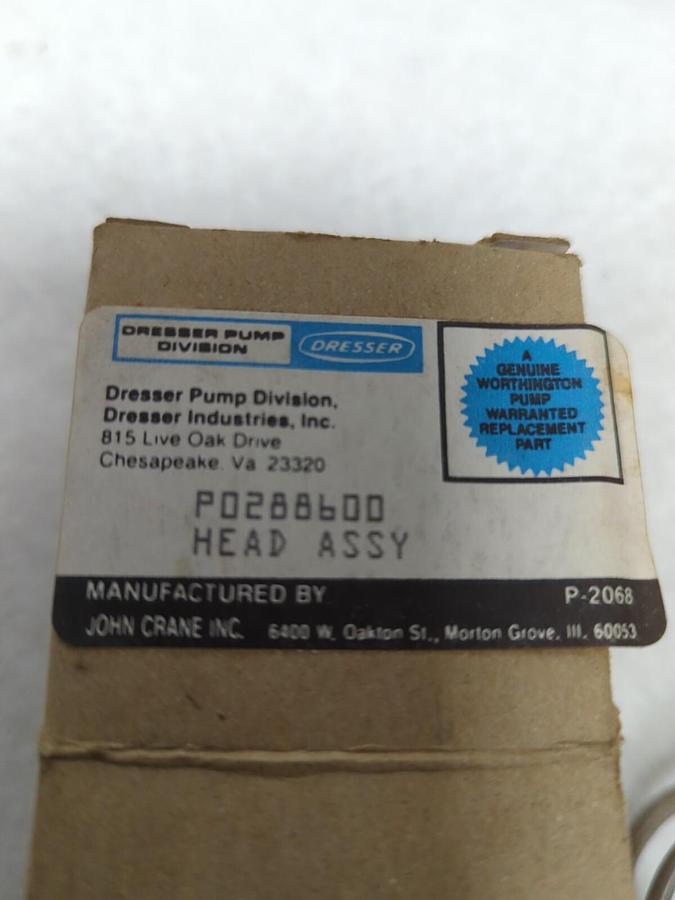 DRESSER PUMP
DIVISION
DRESSER
Dresser Pump Division,
Dresser Industries, Inc.
815 Live Oak Drive
Chesapeake, Va 23320
A
GENUINE
WORTHINGTON
PUMP
WARRANTED
REPLACEMENT
PART
P0288600
HEAD ASSY
MANUFACTURED BY
P-2068
JOHN CRANE INC. 6400 W. Oakton St., Morton Grove, Ill. 60053